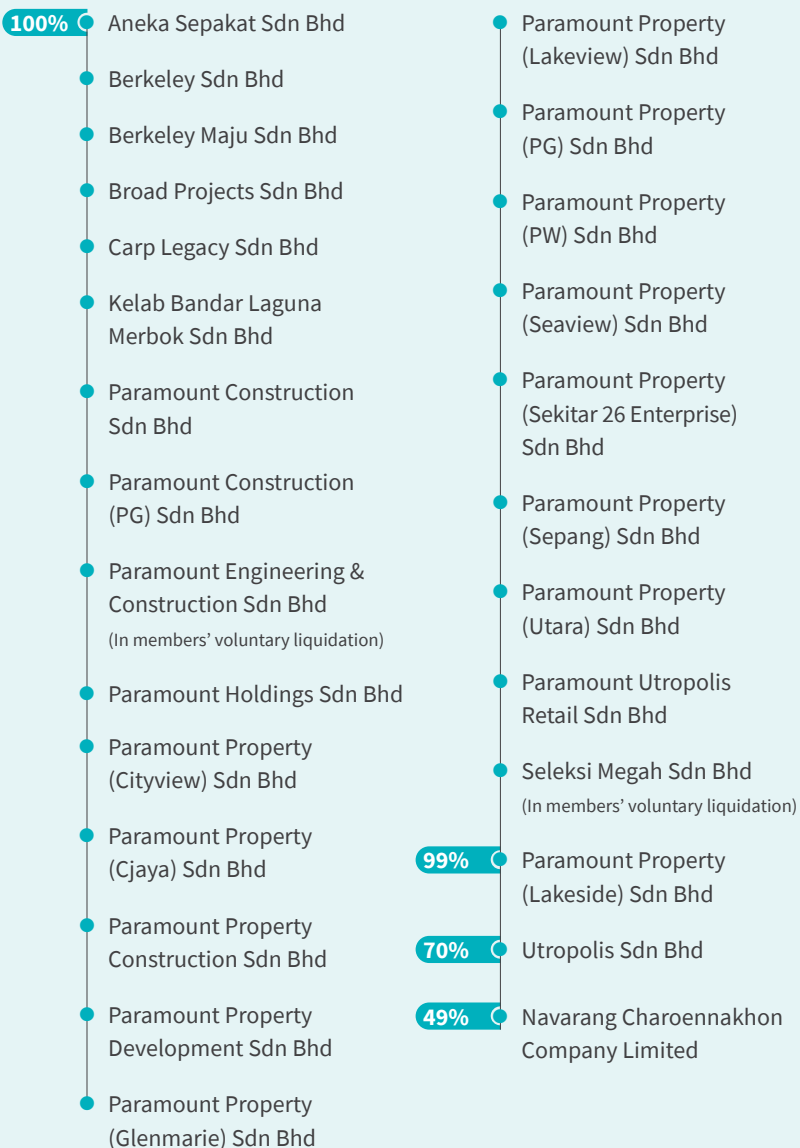 100%
Aneka Sepakat Sdn Bhd
Berkeley Sdn Bhd
Berkeley Maju Sdn Bhd
Broad Projects Sdn Bhd
Carp Legacy Sdn Bhd
Kelab Bandar Laguna
Merbok Sdn Bhd
Paramount Construction
Sdn Bhd
Paramount Construction
(PG) Sdn Bhd
Paramount Engineering &
Construction Sdn Bhd
(In members’ voluntary liquidation)
Paramount Holdings Sdn Bhd
Paramount Property
(Cityview) Sdn Bhd
Paramount Property
(Cjaya) Sdn Bhd
Paramount Property
Construction Sdn Bhd
Paramount Property
Development Sdn Bhd
Paramount Property
(Glenmarie) Sdn Bhd
Paramount Property
(Lakeview) Sdn Bhd
Paramount Property
(PG) Sdn Bhd
Paramount Property
(PW) Sdn Bhd
Paramount Property
(Seaview) Sdn Bhd
Paramount Property
(Sekitar 26 Enterprise)
Sdn Bhd
Paramount Property
(Sepang) Sdn Bhd
Paramount Property
(Utara) Sdn Bhd
Paramount Utropolis
Retail Sdn Bhd
Seleksi Megah Sdn Bhd
(In members’ voluntary liquidation)
99%
Paramount Property
(Lakeside) Sdn Bhd
70%
Utropolis Sdn Bhd
49%
Navarang Charoennakhon
Company Limited